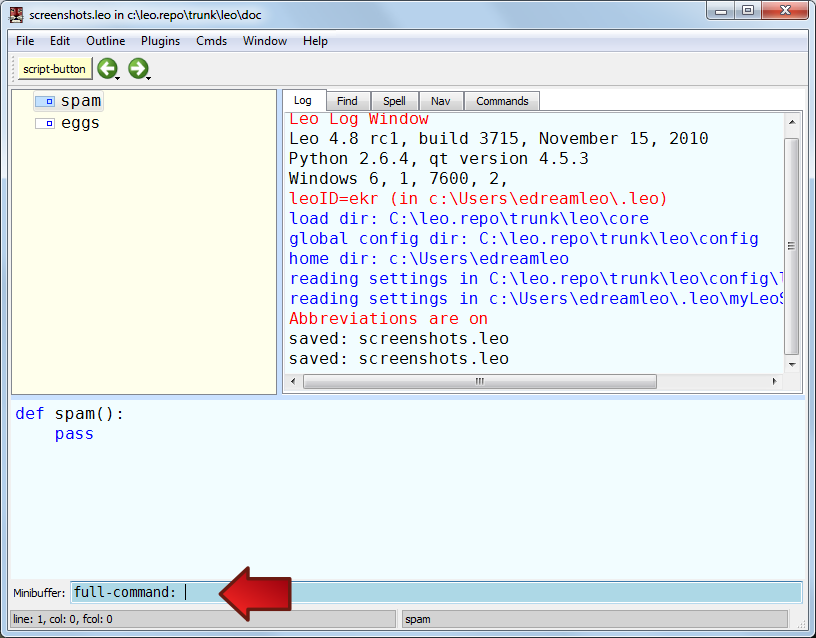 screenshots.leo in c:\leo.repo\trunk\leo\doc
File Edit Outline Plugins Cmds Window Help
script-button
spam
eggs
Log Find Spell Nav Commands
Leo Log Window
Leo 4.8 rc1, build 3715, November 15, 2010
Python 2.6.4, qt version 4.5.3
Windows 6, 1, 7600, 2,
leoID=ekr (in c:\Users\edreamleo\.leo)
load dir: C:\leo.repo\trunk\leo\core
global config dir: C:\leo.repo\trunk\leo\config
home dir: c:\Users\edreamleo
reading settings in C:\leo.repo\trunk\leo\config\
reading settings in c:\Users\edreamleo\.leo\myLeo
Abbreviations are on
saved: screenshots.leo
saved: screenshots.leo
def spam():
    pass
Minibuffer: full-command:
line: 1, col: 0, fcol: 0
spam